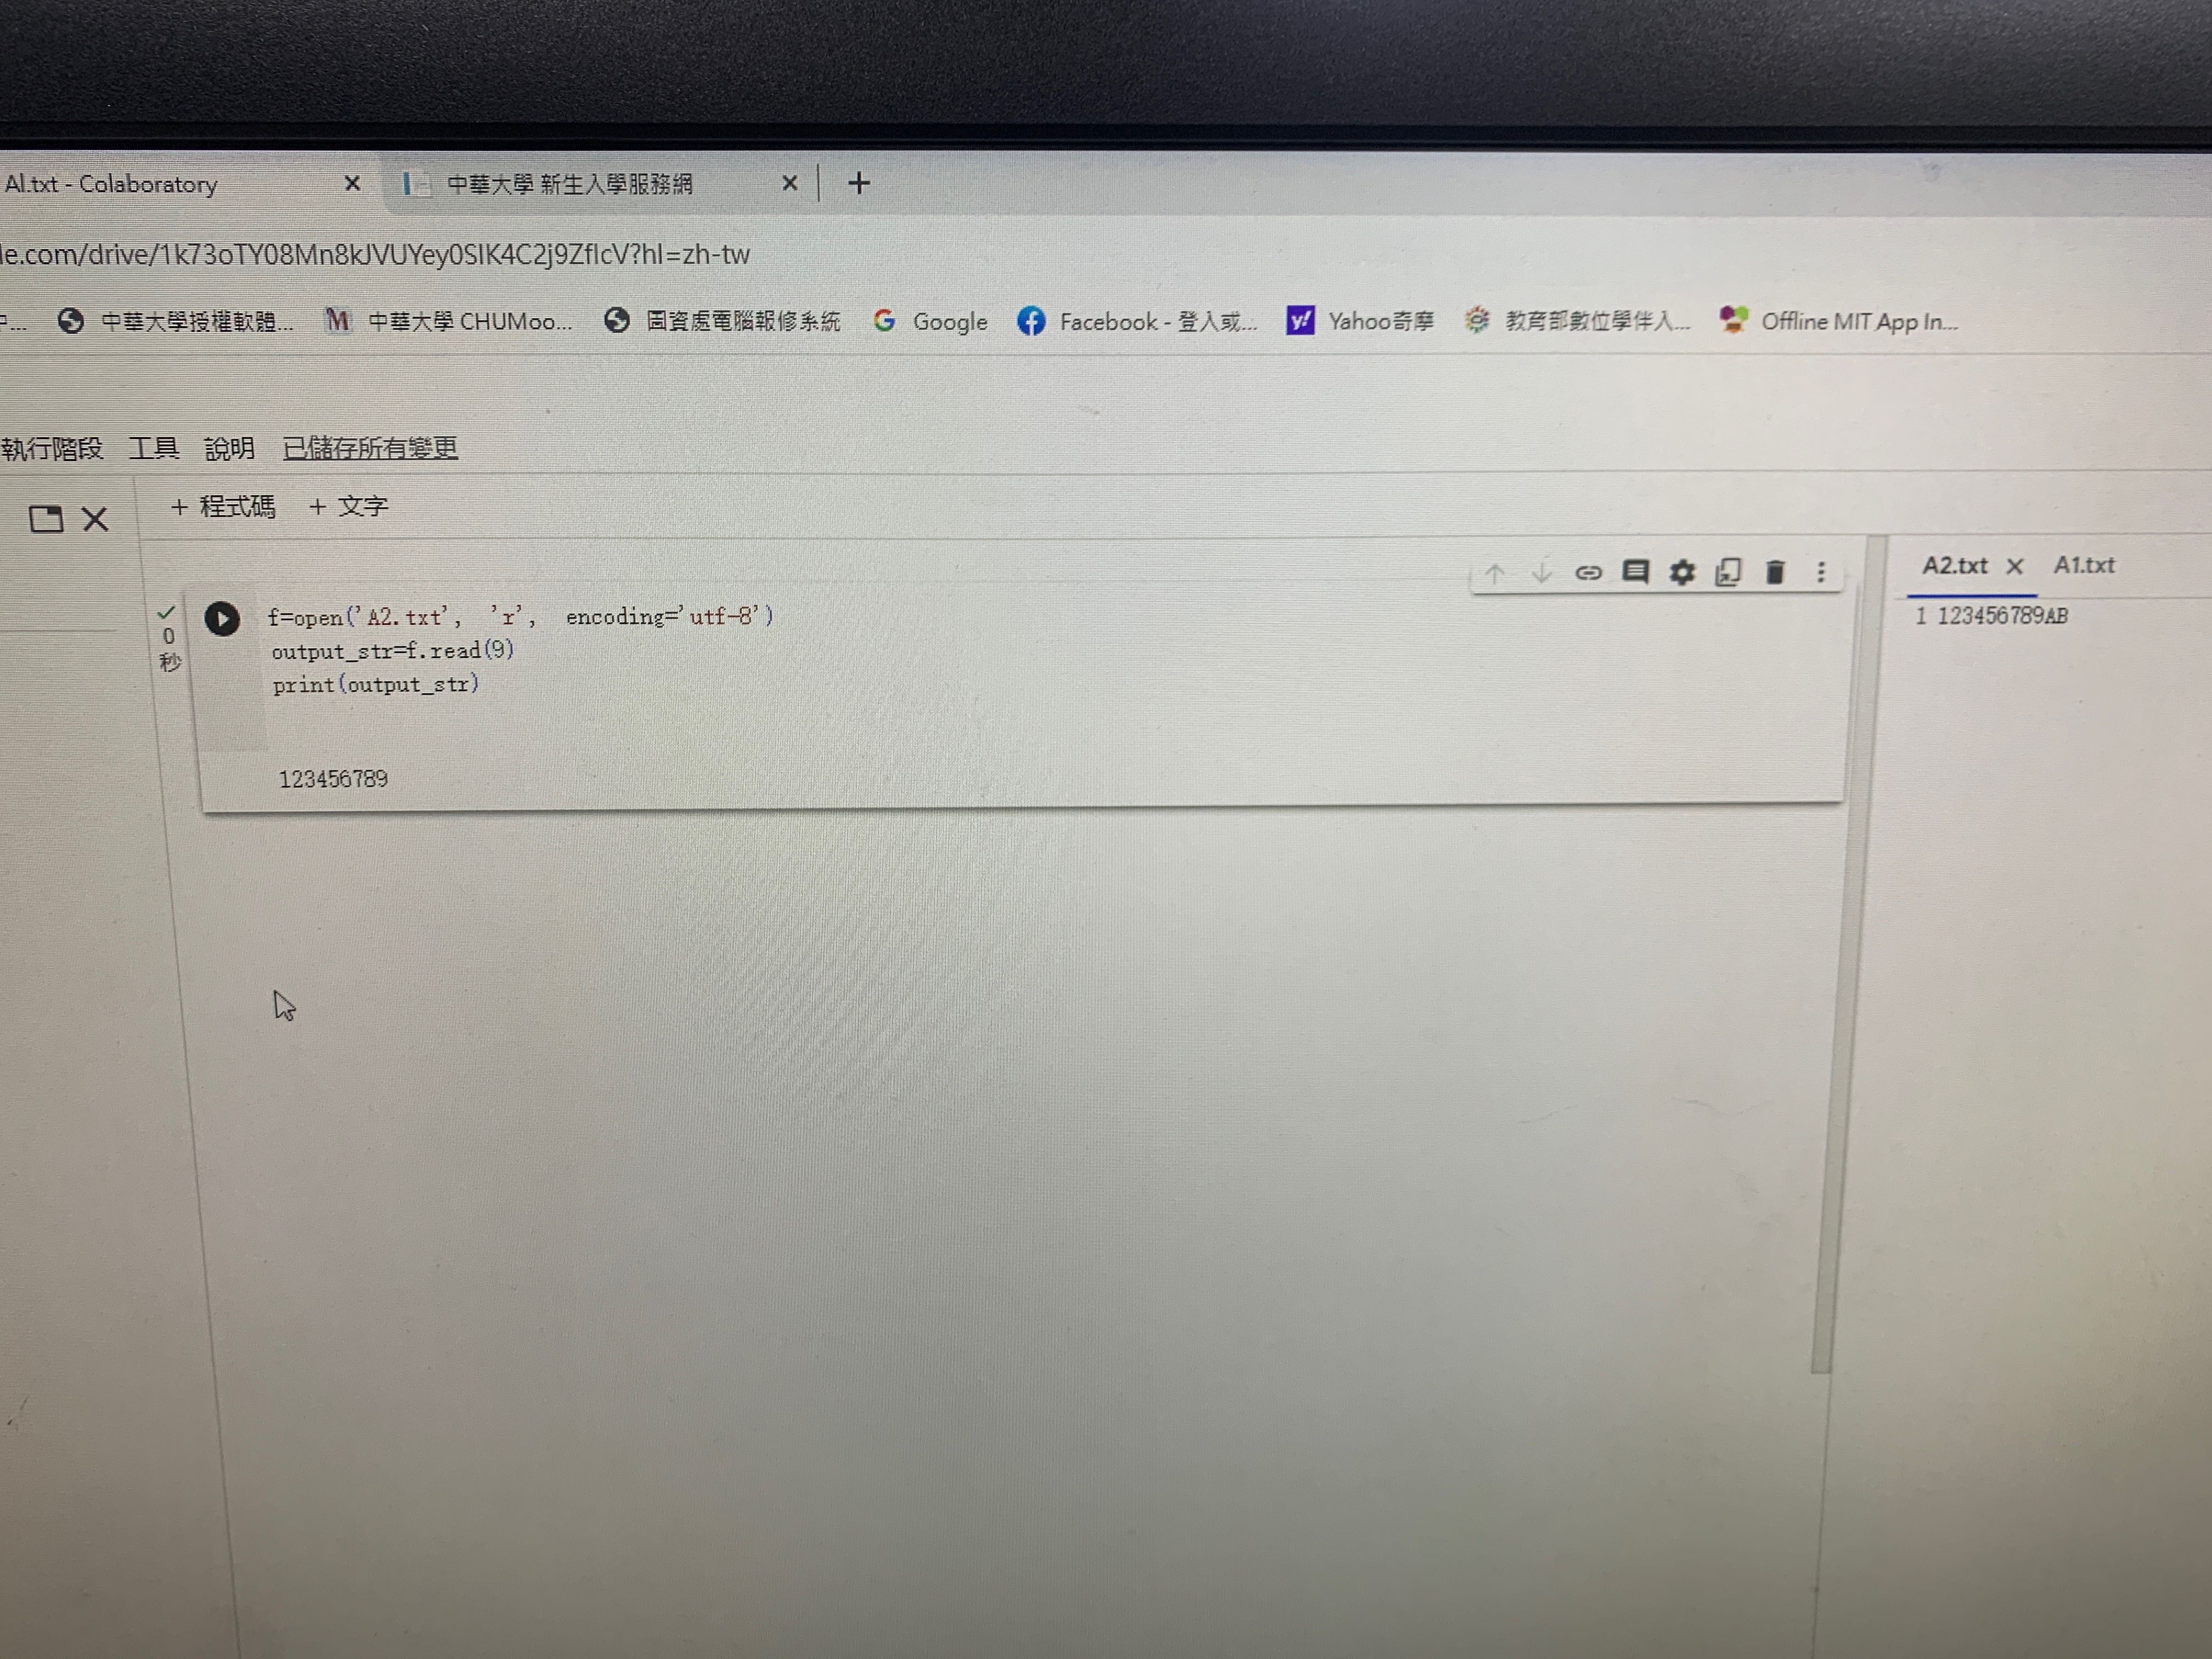 AI.txt - Colaboratory
中華大學 新生入學服務網
le.com/drive/1k73oTY08Mn8kJVUYey0SIK4C2j9ZflcV?hl=zh-tw
中華大學授權軟體...
中華大學 CHUMoo...
圖資處電腦報修系統
Google
Facebook - 登入或...
Yahoo奇摩
教育部數位學伴入...
Offline MIT App In...
執行階段 工具 說明 已儲存所有變更
+ 程式碼 + 文字
0
秒
f=open('A2.txt', 'r', encoding='utf-8')
output_str=f.read(9)
print(output_str)
123456789
A2.txt A1.txt
1 123456789AB